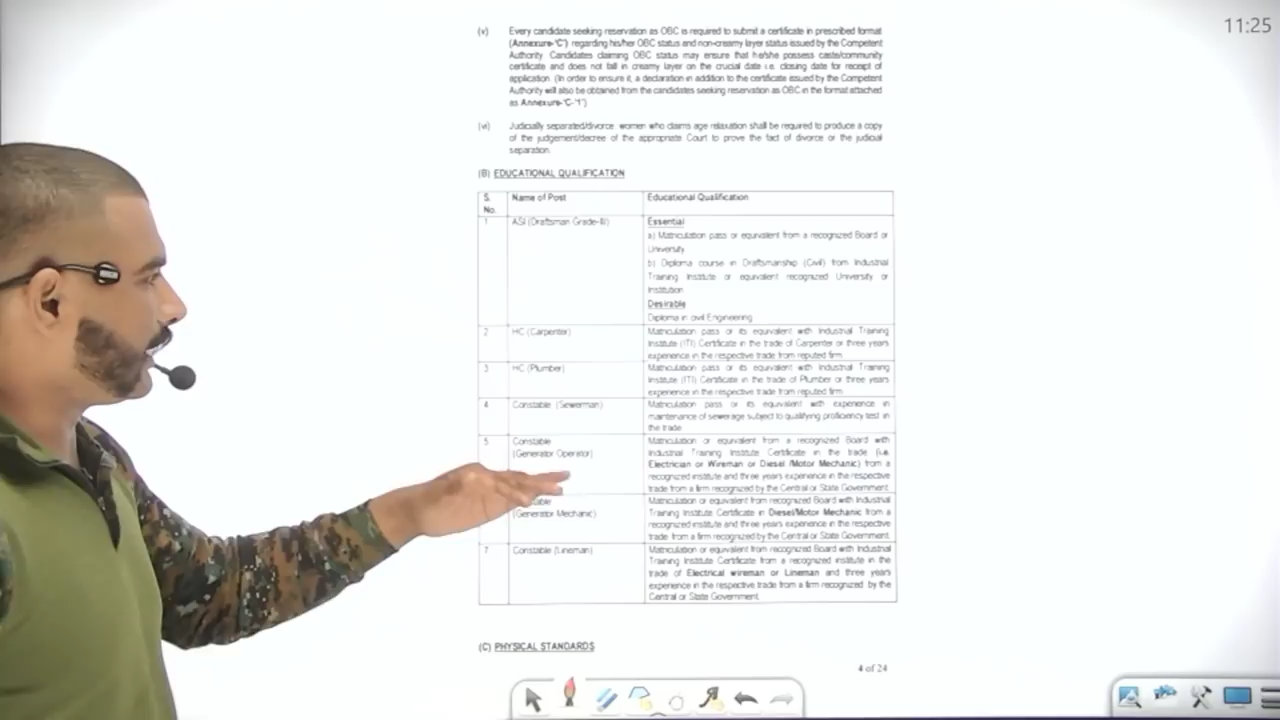 11:25
(v) Every candidate seeking reservation as OBC is required to submit a certificate in prescribed format
(Annexure-'C') regarding his/her OBC status and non-creamy layer status issued by the Competent
Authority. Candidates claiming OBC status may ensure that he/she possess caste/community
certificate and does not fall in creamy layer on the crucial date i.e. closing date for receipt of
application. (In order to ensure it, a declaration in addition to the certificate issued by the Competent
Authority will also be obtained from the candidates seeking reservation as OBC in the format attached
as Annexure-'C-'1')
(vi) Judicially separated/divorce women who claims age relaxation shall be required to produce a copy
of the judgement/decree of the appropriate Court to prove the fact of divorce or the judicial
separation.
(B) EDUCATIONAL QUALIFICATION
S. No. Name of Post Educational Qualification
1 ASI (Draftsman Grade-III) Essential
a) Matriculation pass or equivalent from a recognized Board or
University
b) Diploma course in Draftsmanship (Civil) from Industrial
Training Institute or equivalent recognized University or
Institution
Desirable
Diploma in civil Engineering
2 HC (Carpenter) Matriculation pass or its equivalent with Industrial Training
Institute (ITI) Certificate in the trade of Carpenter or three years
experience in the respective trade from reputed firm.
3 HC (Plumber) Matriculation pass or its equivalent with Industrial Training
Institute (ITI) Certificate in the trade of Plumber or three years
experience in the respective trade from reputed firm.
4 Constable (Sewerman) Matriculation pass or its equivalent with experience in
maintenance of sewerage subject to qualifying proficiency test in
the trade
5 Constable Matriculation or equivalent from a recognized Board with
(Generator Operator) Industrial Training Institute Certificate in the trade (i.e.
Electrician or Wireman or Diesel /Motor Mechanic) from a
recognized institute and three years experience in the respective
trade from a firm recognized by the Central or State Government.
Matriculation or equivalent from recognized Board with Industrial
(Generator Mechanic) Training Institute Certificate in Diesel/Motor Mechanic from a
recognized institute and three years experience in the respective
trade from a firm recognized by the Central or State Government.
7 Constable (Lineman) Matriculation or equivalent from recognized Board with Industrial
Training Institute Certificate from a recognized institute in the
trade of Electrical wireman or Lineman and three years
experience in the respective trade from a firm recognized by the
Central or State Government.
(C) PHYSICAL STANDARDS
4 of 24